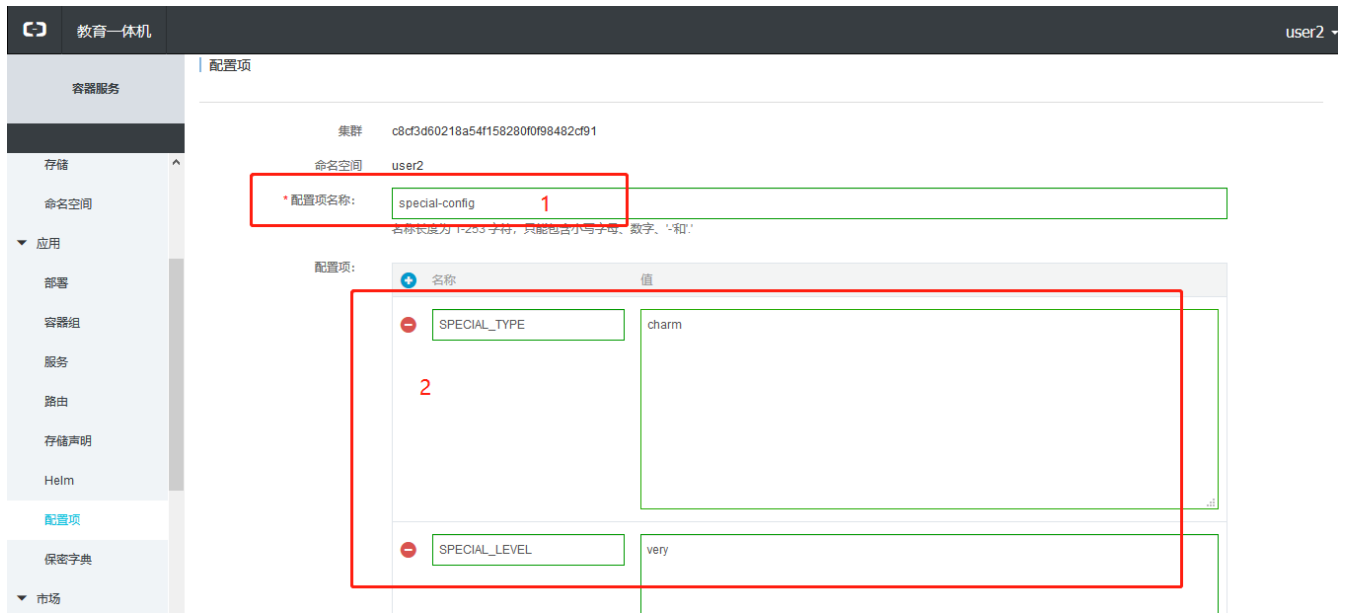 教育一体机
user2
容器服务
存储
命名空间
应用
部署
容器组
服务
路由
存储声明
Helm
配置项
保密字典
市场
配置项
集群 c8cf3d60218a54f158280f0f98482cf91
命名空间 user2
*配置项名称: special-config 1
名称长度为 1-253 字符，只能包含小写字母、数字、'-'和'.'
配置项:
名称 值
SPECIAL_TYPE charm
2
SPECIAL_LEVEL very